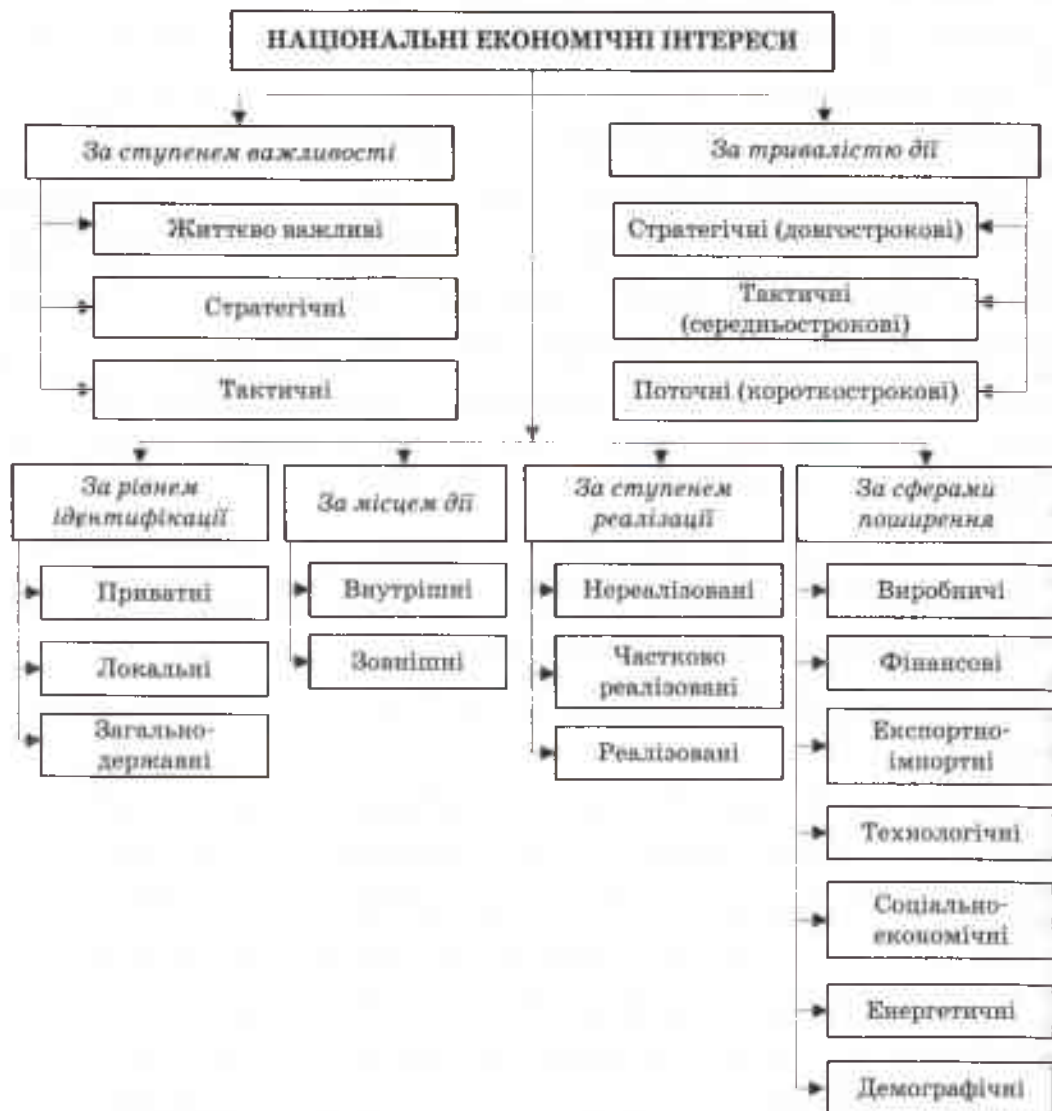 НАЦІОНАЛЬНІ ЕКОНОМІЧНІ ІНТЕРЕСИ
За ступенем важливості
Життєво важливі
Стратегічні
Тактичні
За тривалістю дії
Стратегічні (довгострокові)
Тактичні
(середньострокові)
Поточні (короткострокові)
За рівнем
ідентифікації
Приватні
Локальні
Загально-
державні
За місцем дії
Внутрішні
Зовнішні
За ступенем
реалізації
Нереалізовані
Частково
реалізовані
Реалізовані
За сферами
поширення
Виробничі
Фінансові
Експортно-
імпортні
Технологічні
Соціально-
економічні
Енергетичні
Демографічні